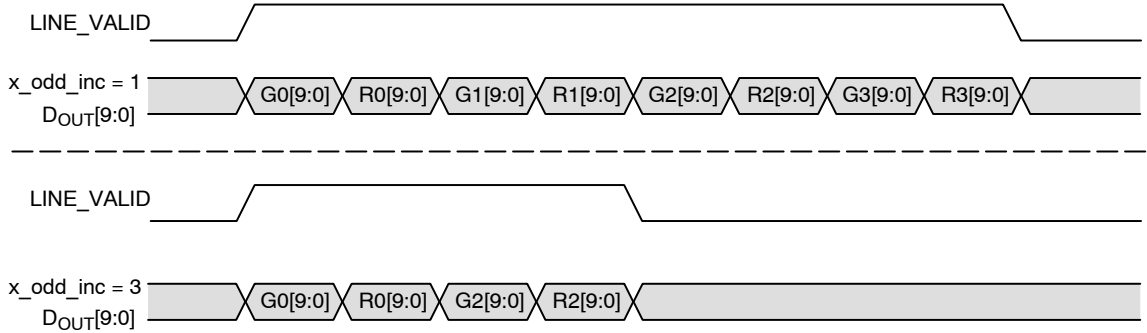 LINE_VALID
x_odd_inc = 1
G0[9:0] R0[9:0] G1[9:0] R1[9:0] G2[9:0] R2[9:0] G3[9:0] R3[9:0]
DOUT[9:0]
LINE_VALID
x_odd_inc = 3
G0[9:0] R0[9:0] G2[9:0] R2[9:0]
DOUT[9:0]